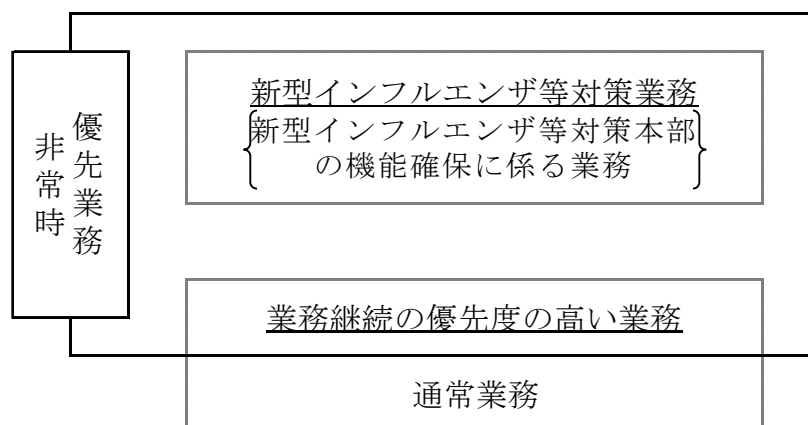 非常時
優先業務
新型インフルエンザ等対策業務
新型インフルエンザ等対策本部
の機能確保に係る業務
業務継続の優先度の高い業務
通常業務